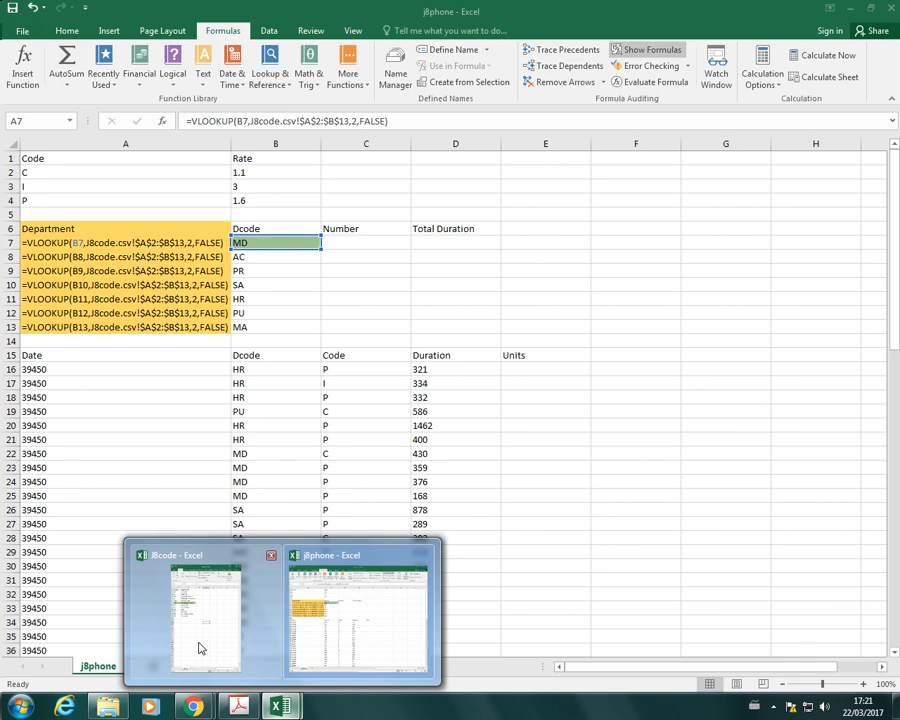 j8phone - Excel
File Home Insert Page Layout Formulas Data Review View Tell me what you want to do... Sign in Share
Insert Function
AutoSum
Recently Used
Financial
Logical
Text
Date & Time
Lookup & Reference
Math & Trig
More Functions
Function Library
Name Manager
Define Name
Use in Formula
Create from Selection
Defined Names
Trace Precedents
Trace Dependents
Remove Arrows
Show Formulas
Error Checking
Evaluate Formula
Formula Auditing
Watch Window
Calculation Options
Calculate Now
Calculate Sheet
Calculation
A7 fx =VLOOKUP(B7,J8code.csv!$A$2:$B$13,2,FALSE)
A B C D E F G H
1 Code Rate
2 C 1.1
3 I 3
4 P 1.6
5
6 Department Dcode Number Total Duration
7 =VLOOKUP(B7,J8code.csv!$A$2:$B$13,2,FALSE) MD
8 =VLOOKUP(B8,J8code.csv!$A$2:$B$13,2,FALSE) AC
9 =VLOOKUP(B9,J8code.csv!$A$2:$B$13,2,FALSE) PR
10 =VLOOKUP(B10,J8code.csv!$A$2:$B$13,2,FALSE) SA
11 =VLOOKUP(B11,J8code.csv!$A$2:$B$13,2,FALSE) HR
12 =VLOOKUP(B12,J8code.csv!$A$2:$B$13,2,FALSE) PU
13 =VLOOKUP(B13,J8code.csv!$A$2:$B$13,2,FALSE) MA
14
15 Date Dcode Code Duration Units
16 39450 HR P 321
17 39450 HR I 334
18 39450 HR P 332
19 39450 PU C 586
20 39450 HR P 1462
21 39450 HR P 400
22 39450 MD C 430
23 39450 MD P 359
24 39450 MD P 376
25 39450 MD P 168
26 39450 SA P 878
27 39450 SA P 289
28 39450
29 39450
30 39450
31 39450
32 39450
33 39450
34 39450
35 39450
36 39450
J8code - Excel
j8phone - Excel
j8phone
Ready
100%
17:21
22/03/2017